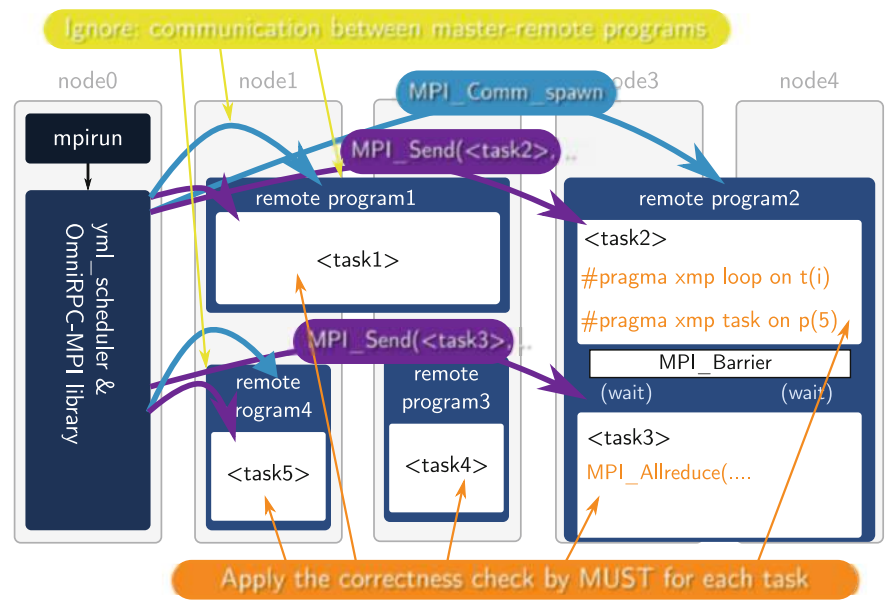 Ignore: communication between master-remote programs
node0
node1
node3
node4
MPI_Comm_spawn
mpirun
MPI_Send(<task2>, ..
remote program1
remote program2
yml_scheduler &
OmniRPC-MPI library
<task1>
<task2>
#pragma xmp loop on t(i)
#pragma xmp task on p(5)
MPI_Send(<task3>, ..
MPI_Barrier
(wait)
(wait)
remote
rogram4
remote
program3
<task5>
<task4>
<task3>
MPI_Allreduce(....
Apply the correctness check by MUST for each task